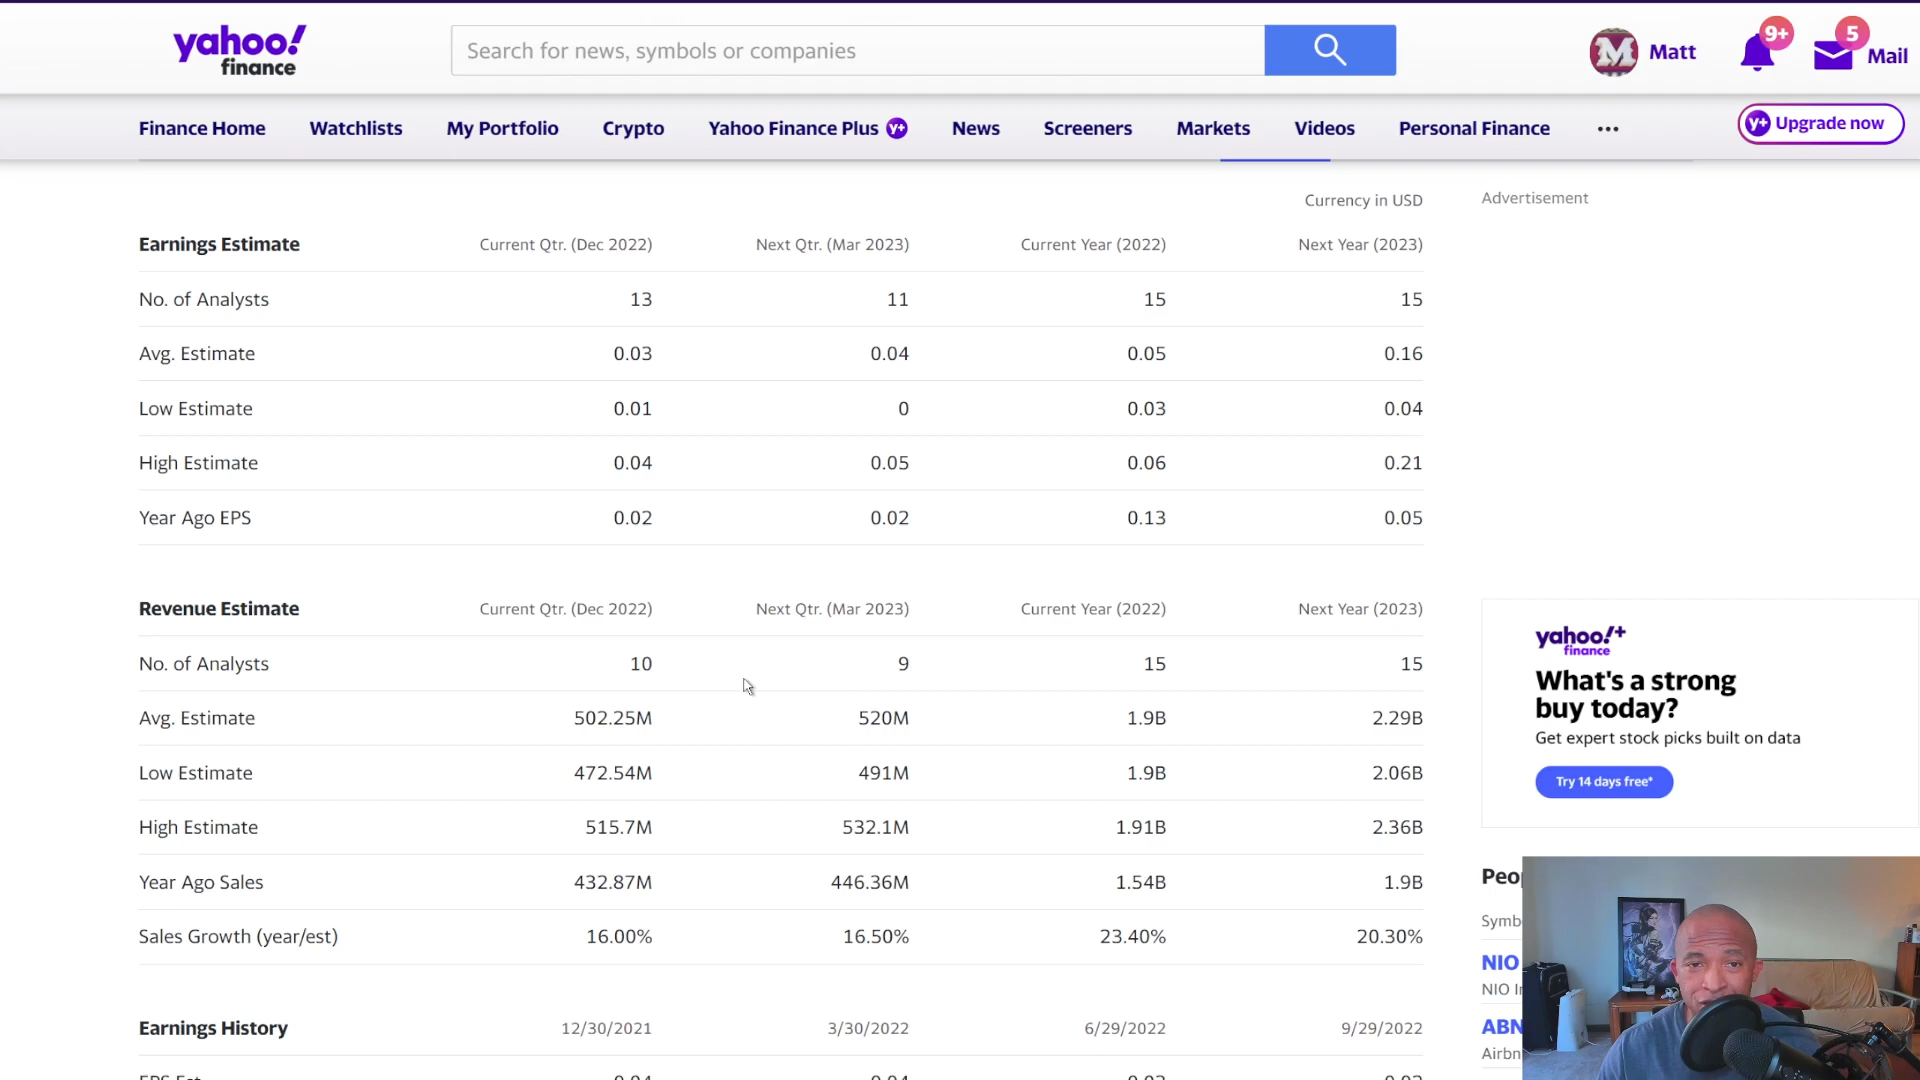 yahoo!
finance
Search for news, symbols or companies
Matt
9+
5
Mail
Finance Home Watchlists My Portfolio Crypto Yahoo Finance Plus y+ News Screeners Markets Videos Personal Finance ••• y+ Upgrade now
Currency in USD
Advertisement
Earnings Estimate Current Qtr. (Dec 2022) Next Qtr. (Mar 2023) Current Year (2022) Next Year (2023)
No. of Analysts 13 11 15 15
Avg. Estimate 0.03 0.04 0.05 0.16
Low Estimate 0.01 0 0.03 0.04
High Estimate 0.04 0.05 0.06 0.21
Year Ago EPS 0.02 0.02 0.13 0.05
Revenue Estimate Current Qtr. (Dec 2022) Next Qtr. (Mar 2023) Current Year (2022) Next Year (2023)
No. of Analysts 10 9 15 15
Avg. Estimate 502.25M 520M 1.9B 2.29B
Low Estimate 472.54M 491M 1.9B 2.06B
High Estimate 515.7M 532.1M 1.91B 2.36B
Year Ago Sales 432.87M 446.36M 1.54B 1.9B
Sales Growth (year/est) 16.00% 16.50% 23.40% 20.30%
Earnings History 12/30/2021 3/30/2022 6/29/2022 9/29/2022
yahoo!+
finance
What's a strong
buy today?
Get expert stock picks built on data
Try 14 days free*
Peo
Symb
NIO
NIO I
ABN
Airbn